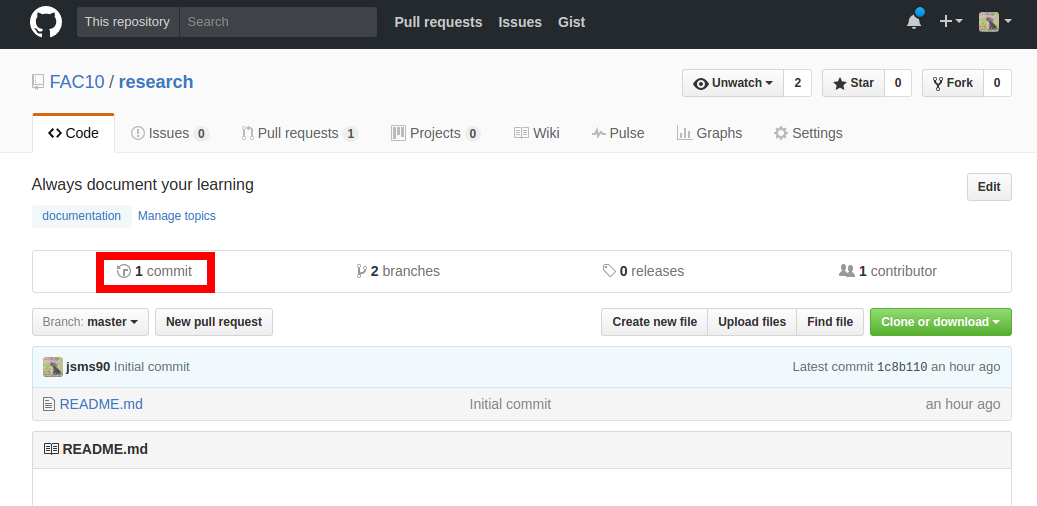 This repository Search Pull requests Issues Gist
FAC10 / research Unwatch 2 Star 0 Fork 0
Code Issues 0 Pull requests 1 Projects 0 Wiki Pulse Graphs Settings
Always document your learning Edit
documentation Manage topics
1 commit 2 branches 0 releases 1 contributor
Branch: master New pull request Create new file Upload files Find file Clone or download
jsms90 Initial commit Latest commit 1c8b110 an hour ago
README.md Initial commit an hour ago
README.md